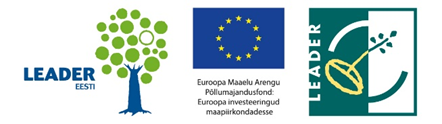 LEADER
EESTI
Euroopa Maaelu Arengu
Põllumajandusfond:
Euroopa investeeringud
maapiirkondadesse
LEADER